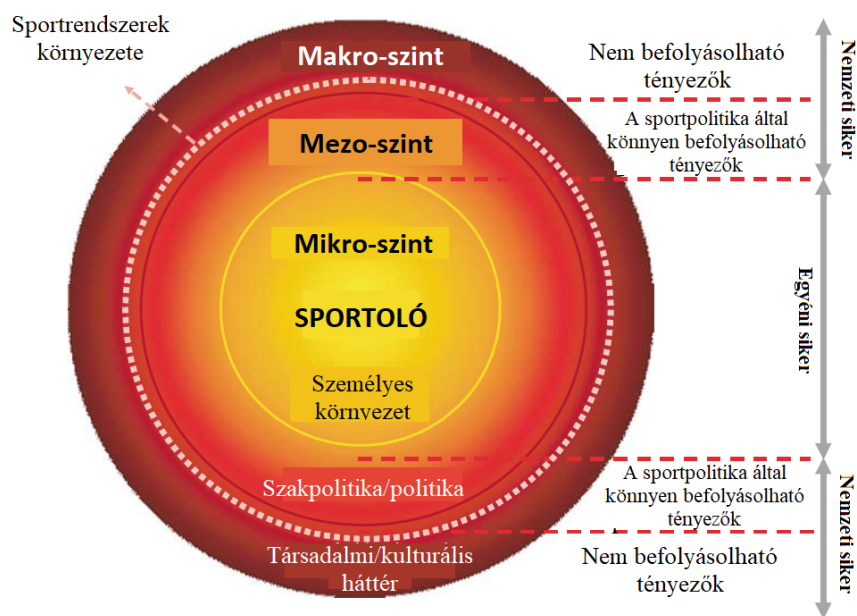 Sportrendszerek
környezete
Makro-szint
Nem befolyásolható
tényezők
Nemzeti siker
Mezo-szint
A sportpolitika által
könnyen befolyásolható
tényezők
Mikro-szint
SPORTOLÓ
Személyes
környezet
Egyéni siker
Szakpolitika/politika
A sportpolitika által
könnyen befolyásolható
tényezők
Társadalmi/kulturális
háttér
Nem befolyásolható
tényezők
Nemzeti siker